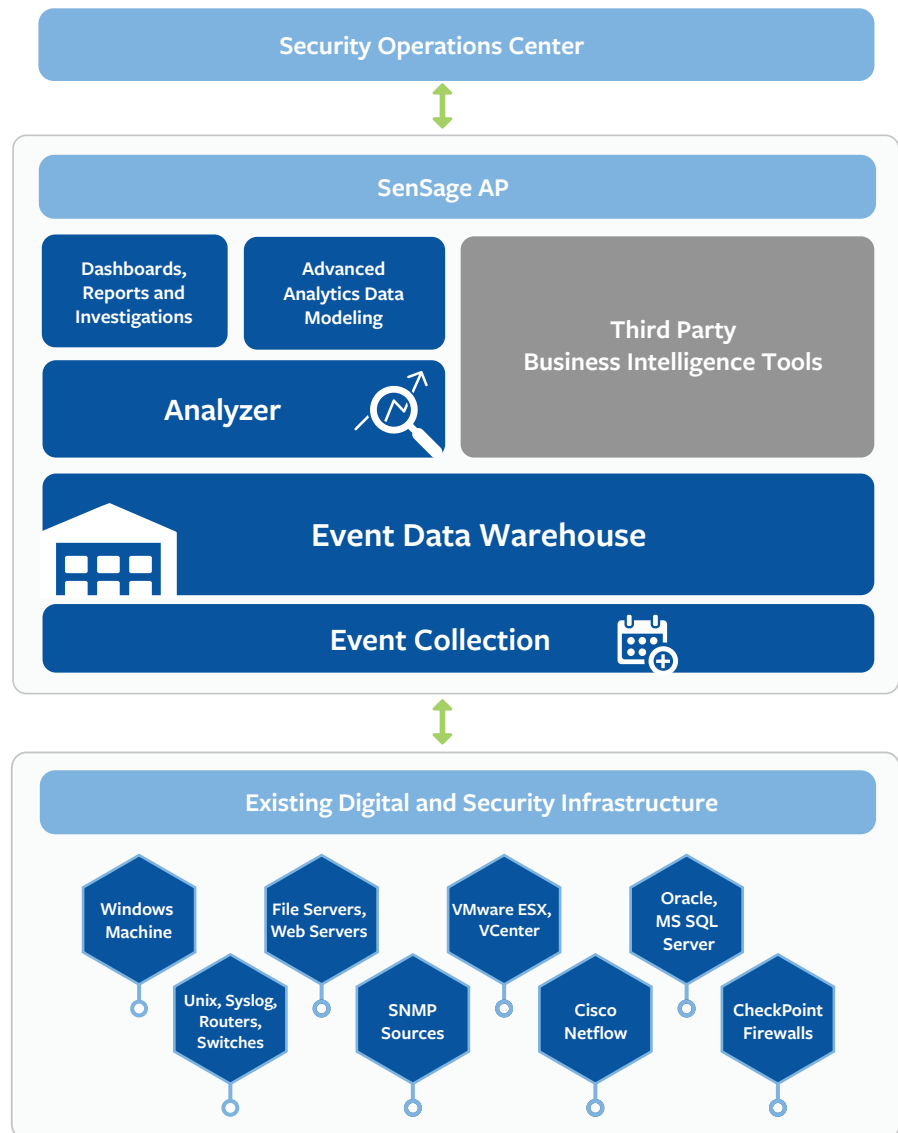 Security Operations Center
SenSage AP
Dashboards,
Reports and
Investigations
Advanced
Analytics Data
Modeling
Third Party
Business Intelligence Tools
Analyzer
Event Data Warehouse
Event Collection
Existing Digital and Security Infrastructure
Windows
Machine
File Servers,
Web Servers
VMware ESX,
VCenter
Oracle,
MS SQL
Server
Unix, Syslog,
Routers,
Switches
SNMP
Sources
Cisco
Netflow
CheckPoint
Firewalls